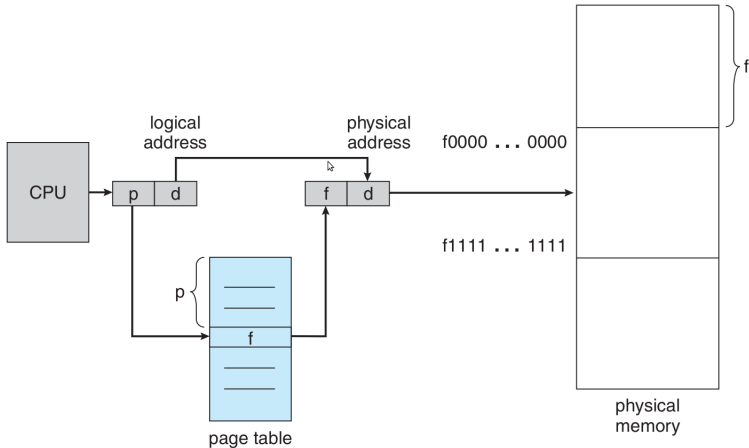 f
logical
address
physical
address
f0000 ... 0000
CPU
p
d
f
d
f1111 ... 1111
p
f
page table
physical
memory